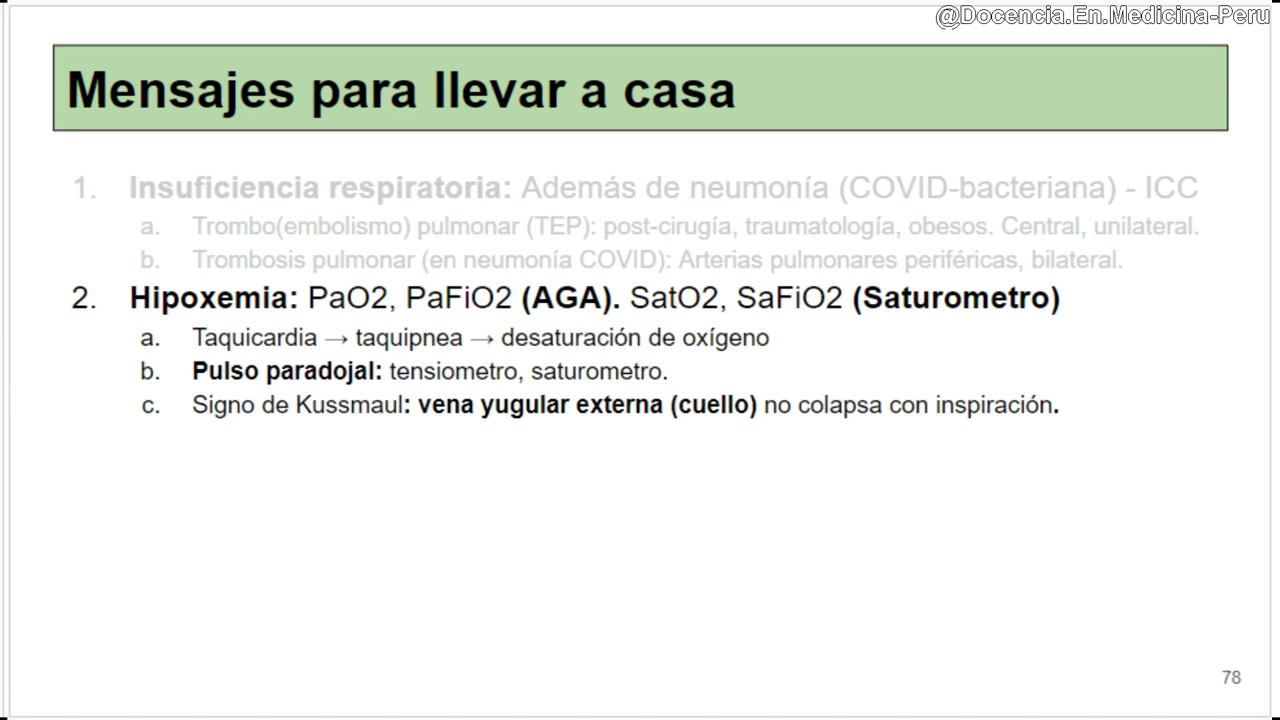 @Docencia.En.Medicina-Peru
Mensajes para llevar a casa
1. Insuficiencia respiratoria: Además de neumonía (COVID-bacteriana) - ICC
a. Trombo(embolismo) pulmonar (TEP): post-cirugía, traumatología, obesos. Central, unilateral.
b. Trombosis pulmonar (en neumonía COVID): Arterias pulmonares periféricas, bilateral.
2. Hipoxemia: PaO2, PaFiO2 (AGA). SatO2, SaFiO2 (Saturometro)
a. Taquicardia → taquipnea → desaturación de oxígeno
b. Pulso paradojal: tensiometro, saturometro.
c. Signo de Kussmaul: vena yugular externa (cuello) no colapsa con inspiración.
78